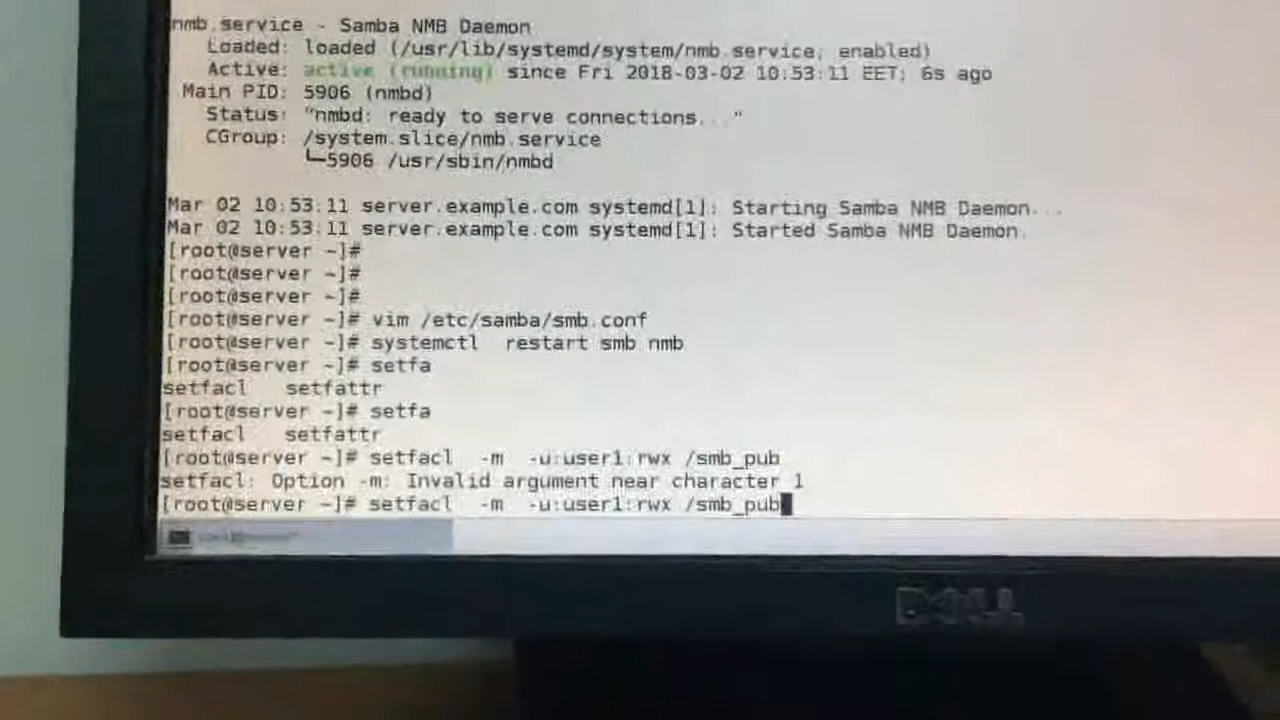 nmb.service - Samba NMB Daemon
Loaded: loaded (/usr/lib/systemd/system/nmb.service; enabled)
Active: active (running) since Fri 2018-03-02 10:53:11 EET; 6s ago
Main PID: 5906 (nmbd)
Status: "nmbd: ready to serve connections..."
CGroup: /system.slice/nmb.service
└─5906 /usr/sbin/nmbd
Mar 02 10:53:11 server.example.com systemd[1]: Starting Samba NMB Daemon...
Mar 02 10:53:11 server.example.com systemd[1]: Started Samba NMB Daemon.
[root@server ~]#
[root@server ~]#
[root@server ~]#
[root@server ~]# vim /etc/samba/smb.conf
[root@server ~]# systemctl  restart smb nmb
[root@server ~]# setfa
setfacl   setfattr
[root@server ~]# setfa
setfacl   setfattr
[root@server ~]# setfacl  -m  -u:user1:rwx /smb_pub
setfacl: Option -m: Invalid argument near character 1
[root@server ~]# setfacl  -m  -u:user1:rwx /smb_pub
DELL